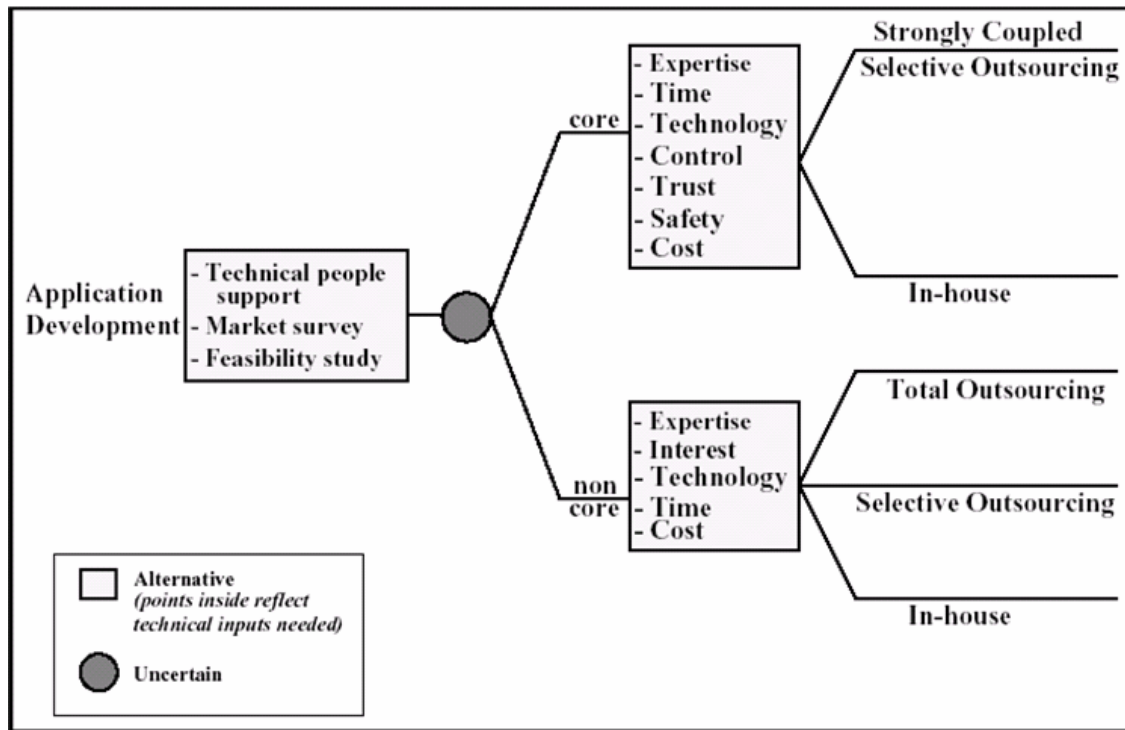 Application
Development
- Technical people
support
- Market survey
- Feasibility study
core
- Expertise
- Time
- Technology
- Control
- Trust
- Safety
- Cost
Strongly Coupled
Selective Outsourcing
In-house
non
core
- Expertise
- Interest
- Technology
- Time
- Cost
Total Outsourcing
Selective Outsourcing
In-house
Alternative
(points inside reflect
technical inputs needed)
Uncertain